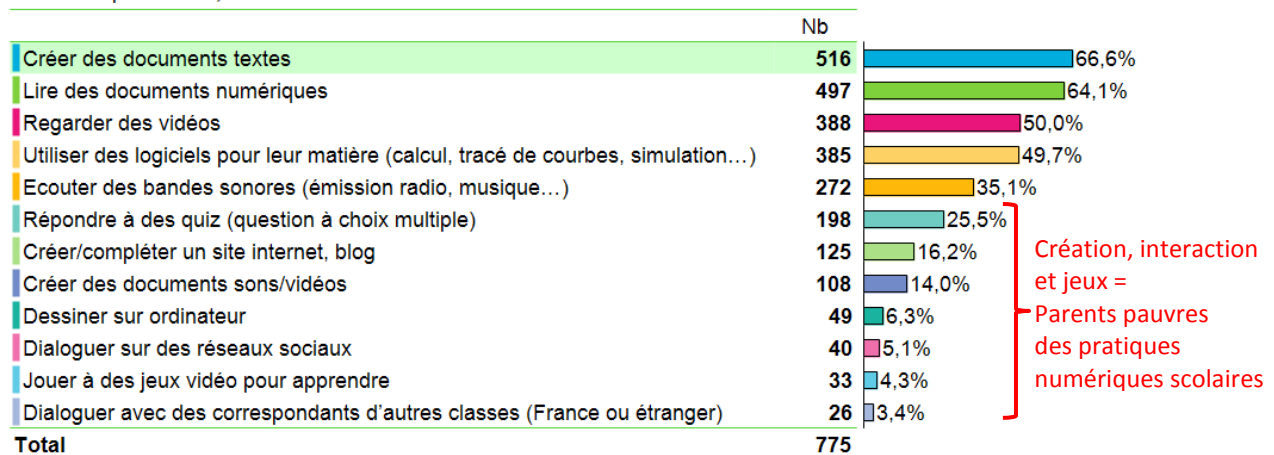 Nb
Créer des documents textes 516 66,6%
Lire des documents numériques 497 64,1%
Regarder des vidéos 388 50,0%
Utiliser des logiciels pour leur matière (calcul, tracé de courbes, simulation…) 385 49,7%
Ecouter des bandes sonores (émission radio, musique…) 272 35,1%
Répondre à des quiz (question à choix multiple) 198 25,5%
Créer/compléter un site internet, blog 125 16,2%
Créer des documents sons/vidéos 108 14,0%
Dessiner sur ordinateur 49 6,3%
Dialoguer sur des réseaux sociaux 40 5,1%
Jouer à des jeux vidéo pour apprendre 33 4,3%
Dialoguer avec des correspondants d’autres classes (France ou étranger) 26 3,4%
Total 775
Création, interaction
et jeux =
Parents pauvres
des pratiques
numériques scolaires